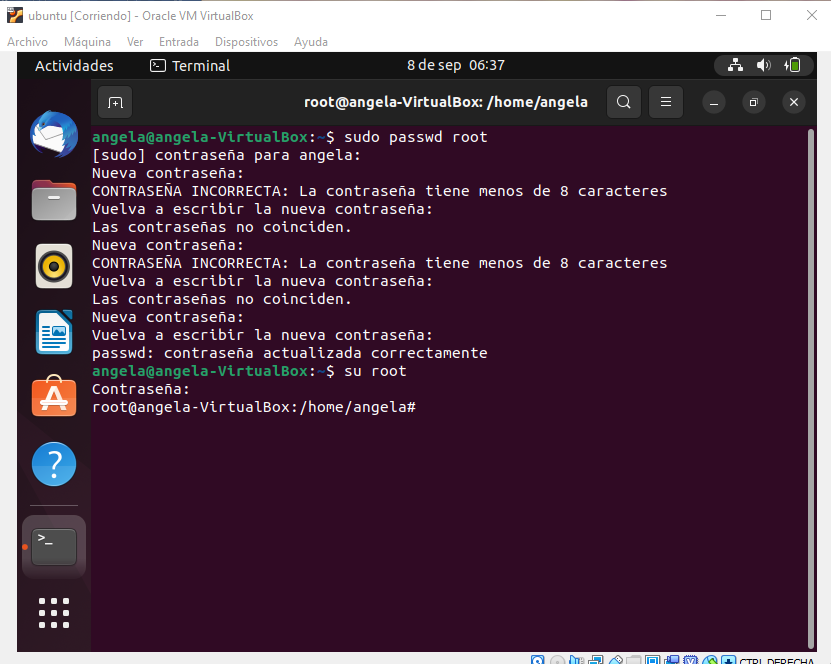 ubuntu [Corriendo] - Oracle VM VirtualBox
Archivo Máquina Ver Entrada Dispositivos Ayuda
Actividades Terminal 8 de sep 06:37
root@angela-VirtualBox: /home/angela
angela@angela-VirtualBox:~$ sudo passwd root
[sudo] contraseña para angela:
Nueva contraseña:
CONTRASEÑA INCORRECTA: La contraseña tiene menos de 8 caracteres
Vuelva a escribir la nueva contraseña:
Las contraseñas no coinciden.
Nueva contraseña:
CONTRASEÑA INCORRECTA: La contraseña tiene menos de 8 caracteres
Vuelva a escribir la nueva contraseña:
Las contraseñas no coinciden.
Nueva contraseña:
Vuelva a escribir la nueva contraseña:
passwd: contraseña actualizada correctamente
angela@angela-VirtualBox:~$ su root
Contraseña:
root@angela-VirtualBox:/home/angela#
CTRL DERECHA